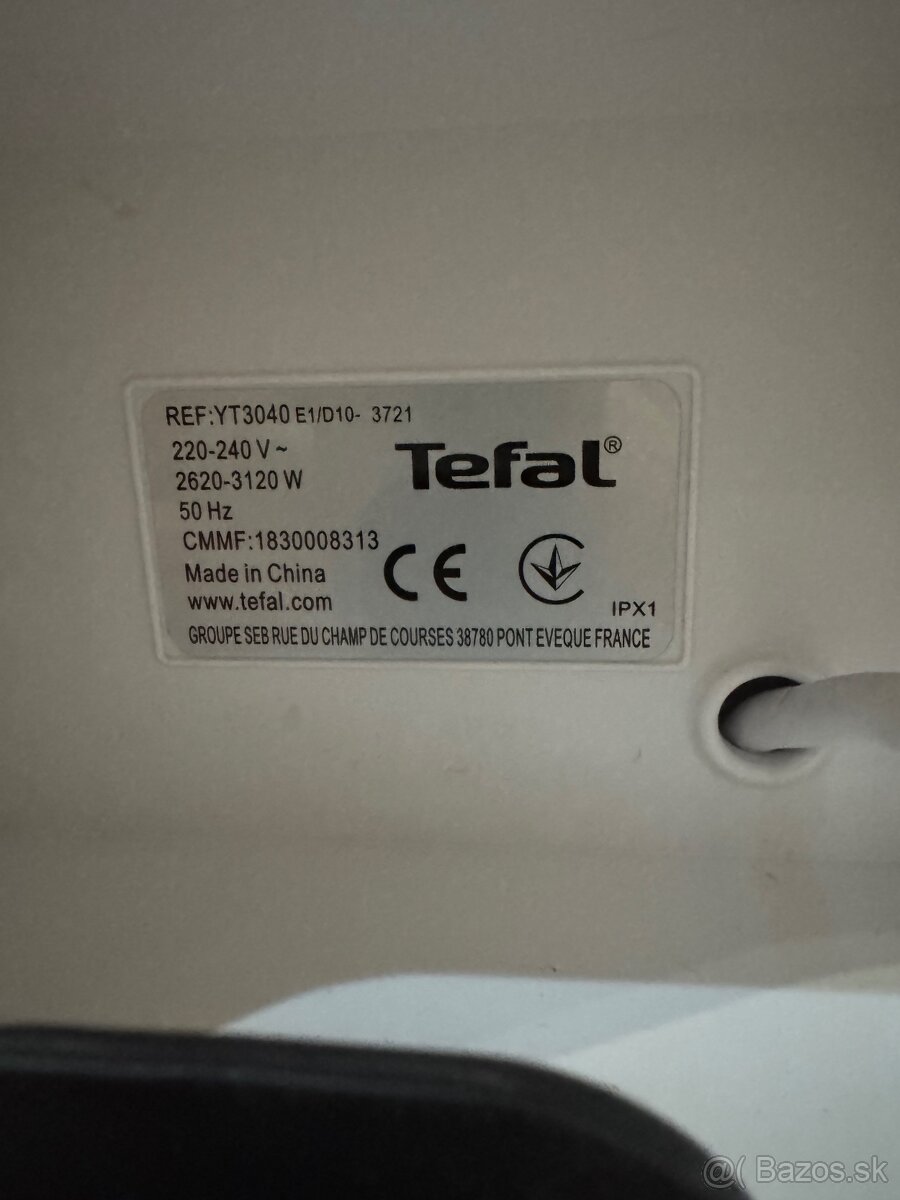 REF:YT3040 E1/D10- 3721
220-240 V ~
2620-3120 W
50 Hz
CMMF:1830008313
Made in China
www.tefal.com
Tefal®
CE
IPX1
GROUPE SEB RUE DU CHAMP DE COURSES 38780 PONT EVEQUE FRANCE
@( Bazos.sk